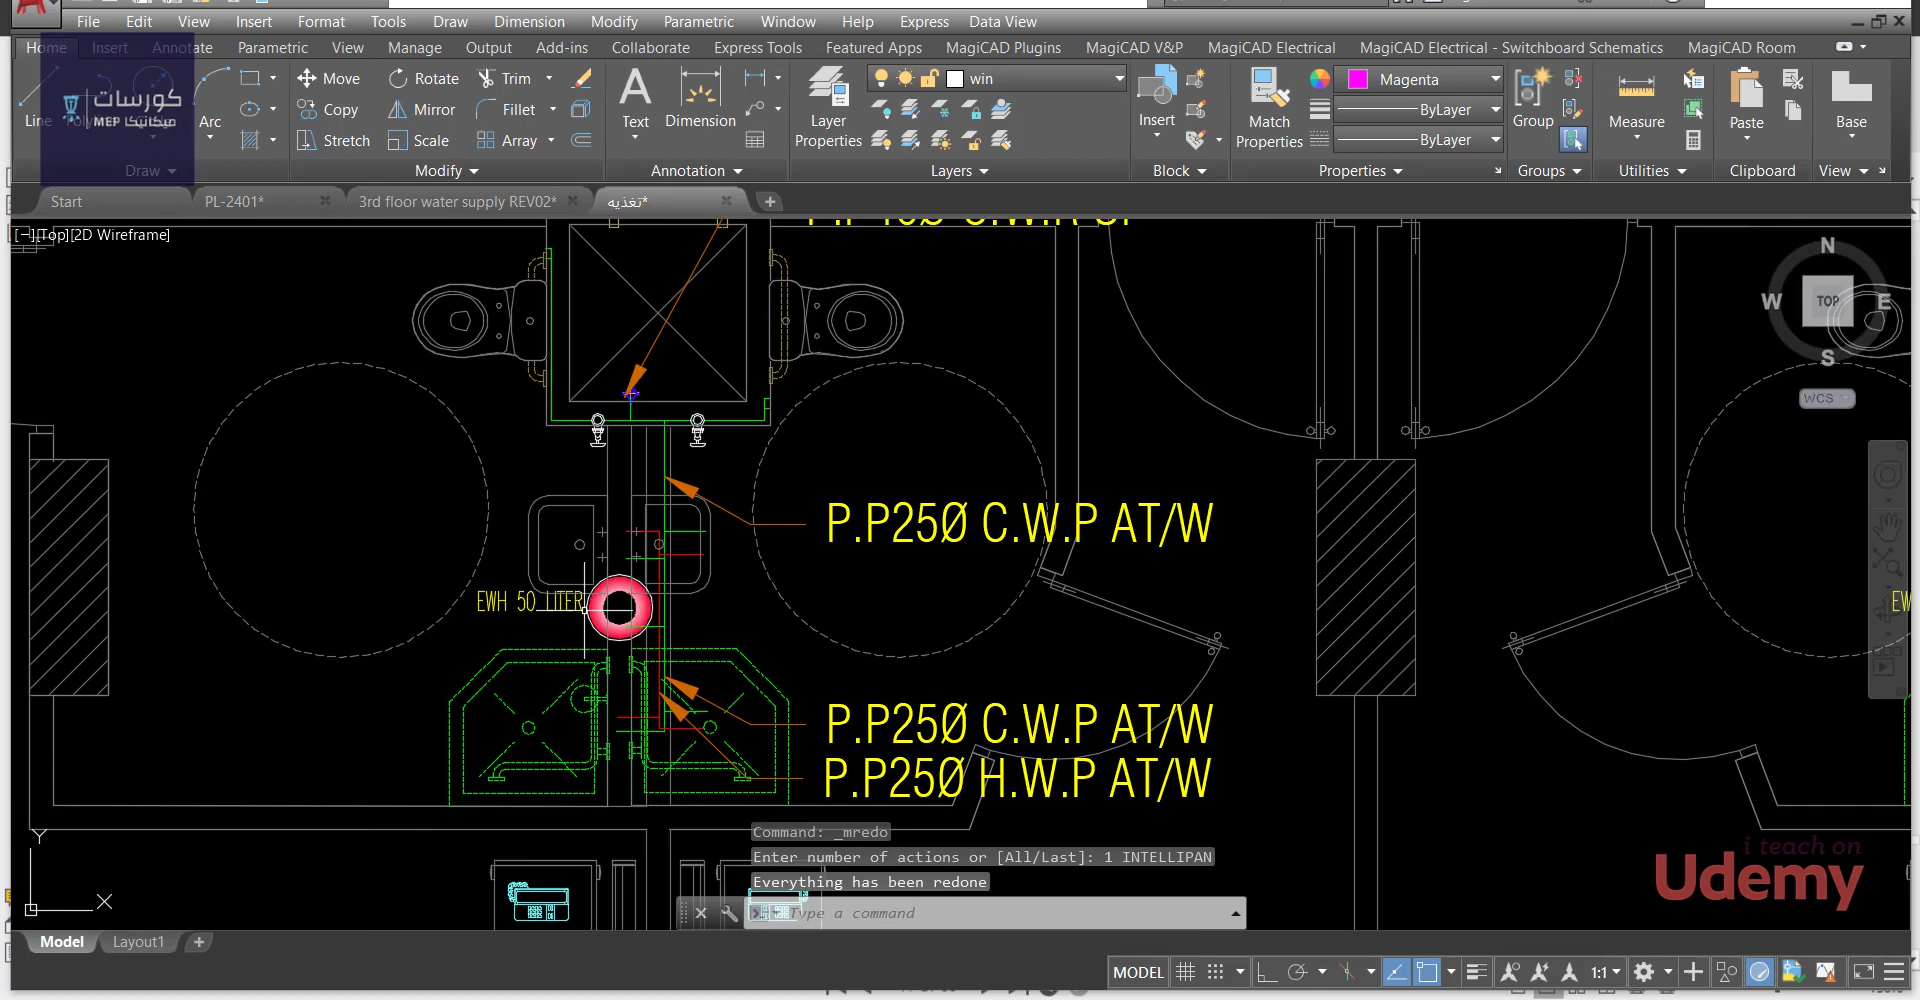 File Edit View Insert Format Tools Draw Dimension Modify Parametric Window Help Express Data View
Home Insert Annotate Parametric View Manage Output Add-ins Collaborate Express Tools Featured Apps MagiCAD Plugins MagiCAD V&P MagiCAD Electrical MagiCAD Electrical - Switchboard Schematics MagiCAD Room
Line Arc
كورسات
ميكانيكا MEP
Move Rotate Trim
Copy Mirror Fillet
Stretch Scale Array
Text Dimension
Layer Properties
win
Insert
Match Properties
Magenta
ByLayer
ByLayer
Group Measure Paste Base
Draw Modify Annotation Layers Block Properties Groups Utilities Clipboard View
Start PL-2401* 3rd floor water supply REV02* تغذيه*
[−][Top][2D Wireframe]
N
W TOP E
S
WCS
P.P25Ø C.W.P AT/W
EWH 50 LITER
EW
P.P25Ø C.W.P AT/W
P.P25Ø H.W.P AT/W
Command: _mredo
Enter number of actions or [All/Last]: 1 INTELLIPAN
Everything has been redone
Type a command
i teach on
Udemy
Y
X
Model Layout1
MODEL 1:1